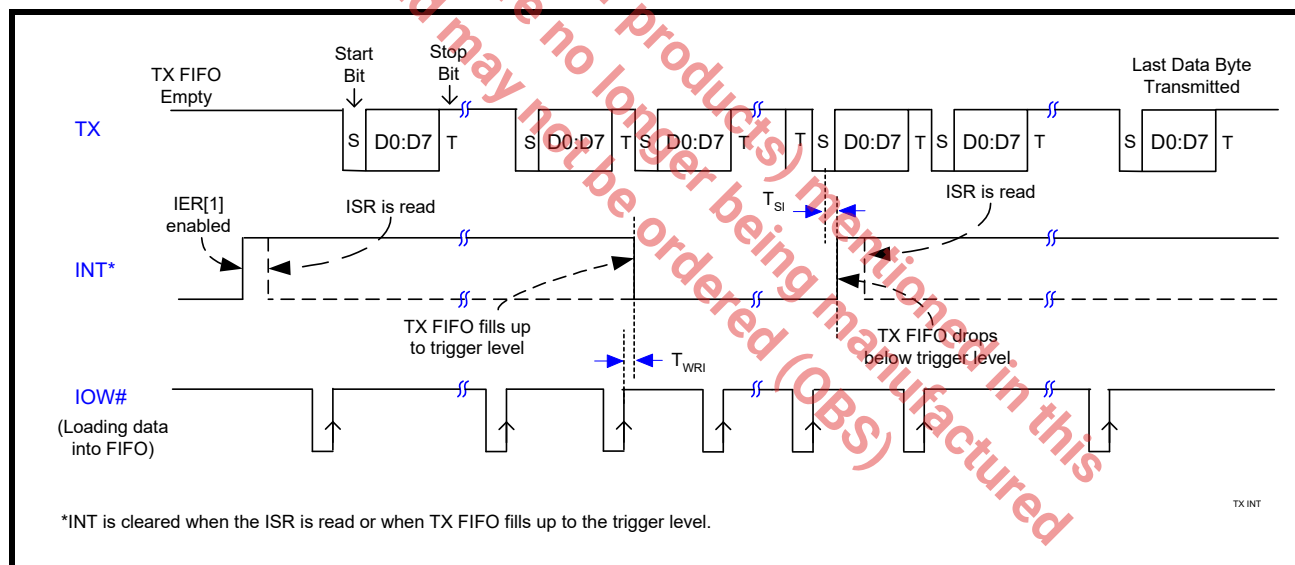 products) mentioned in this
no longer being manufactured
may not be ordered (OBS)
TX FIFO
Empty
Start
Bit
Stop
Bit
Last Data Byte
Transmitted
TX
S D0:D7 T S D0:D7 T S D0:D7 T T S D0:D7 T S D0:D7 T S D0:D7 T
IER[1]
enabled
ISR is read
TSI
ISR is read
INT*
TX FIFO fills up
to trigger level
TX FIFO drops
below trigger level
TWRI
IOW#
(Loading data
into FIFO)
*INT is cleared when the ISR is read or when TX FIFO fills up to the trigger level.
TX INT